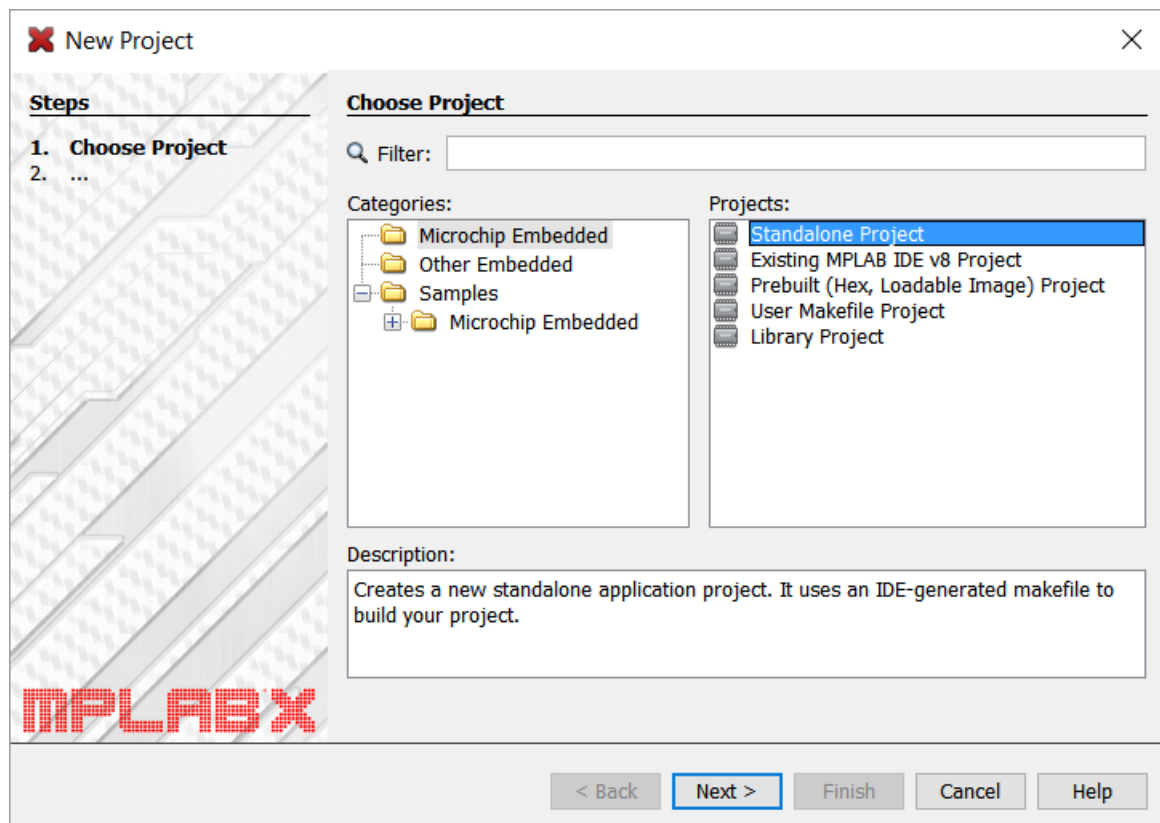 New Project
Steps
1. Choose Project
2. ...
Choose Project
Filter:
Categories:
Microchip Embedded
Other Embedded
Samples
Microchip Embedded
Projects:
Standalone Project
Existing MPLAB IDE v8 Project
Prebuilt (Hex, Loadable Image) Project
User Makefile Project
Library Project
Description:
Creates a new standalone application project. It uses an IDE-generated makefile to
build your project.
MPLAB X
< Back
Next >
Finish
Cancel
Help